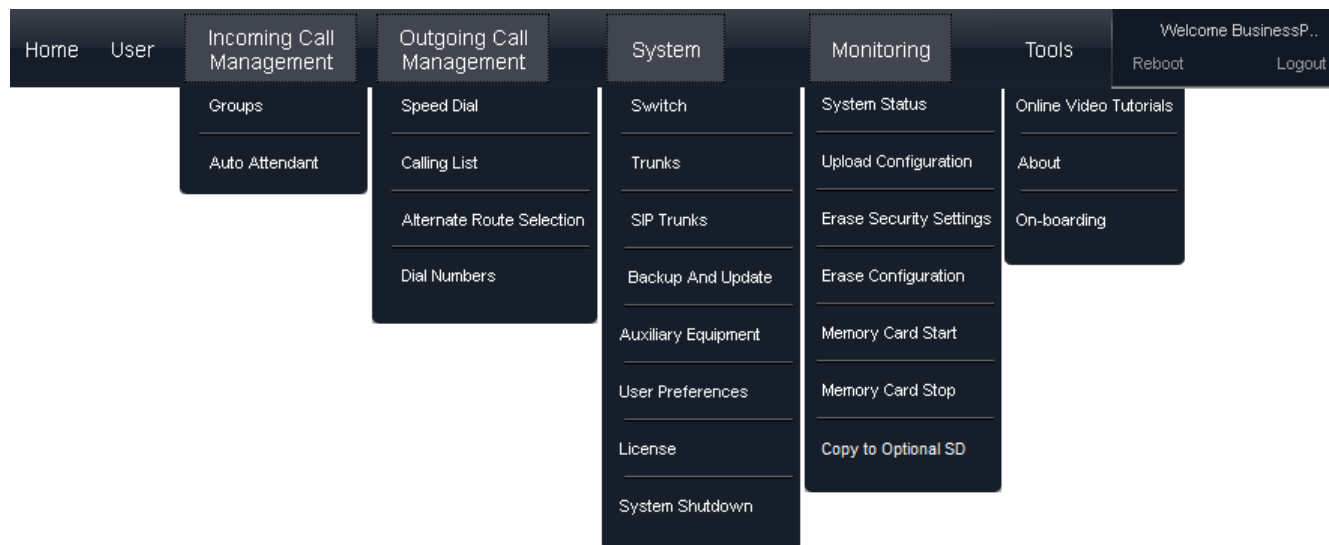 Home
User
Incoming Call
Management
Outgoing Call
Management
System
Monitoring
Tools
Welcome BusinessP..
Reboot
Logout
Groups
Auto Attendant
Speed Dial
Calling List
Alternate Route Selection
Dial Numbers
Switch
Trunks
SIP Trunks
Backup And Update
Auxiliary Equipment
User Preferences
License
System Shutdown
System Status
Upload Configuration
Erase Security Settings
Erase Configuration
Memory Card Start
Memory Card Stop
Copy to Optional SD
Online Video Tutorials
About
On-boarding